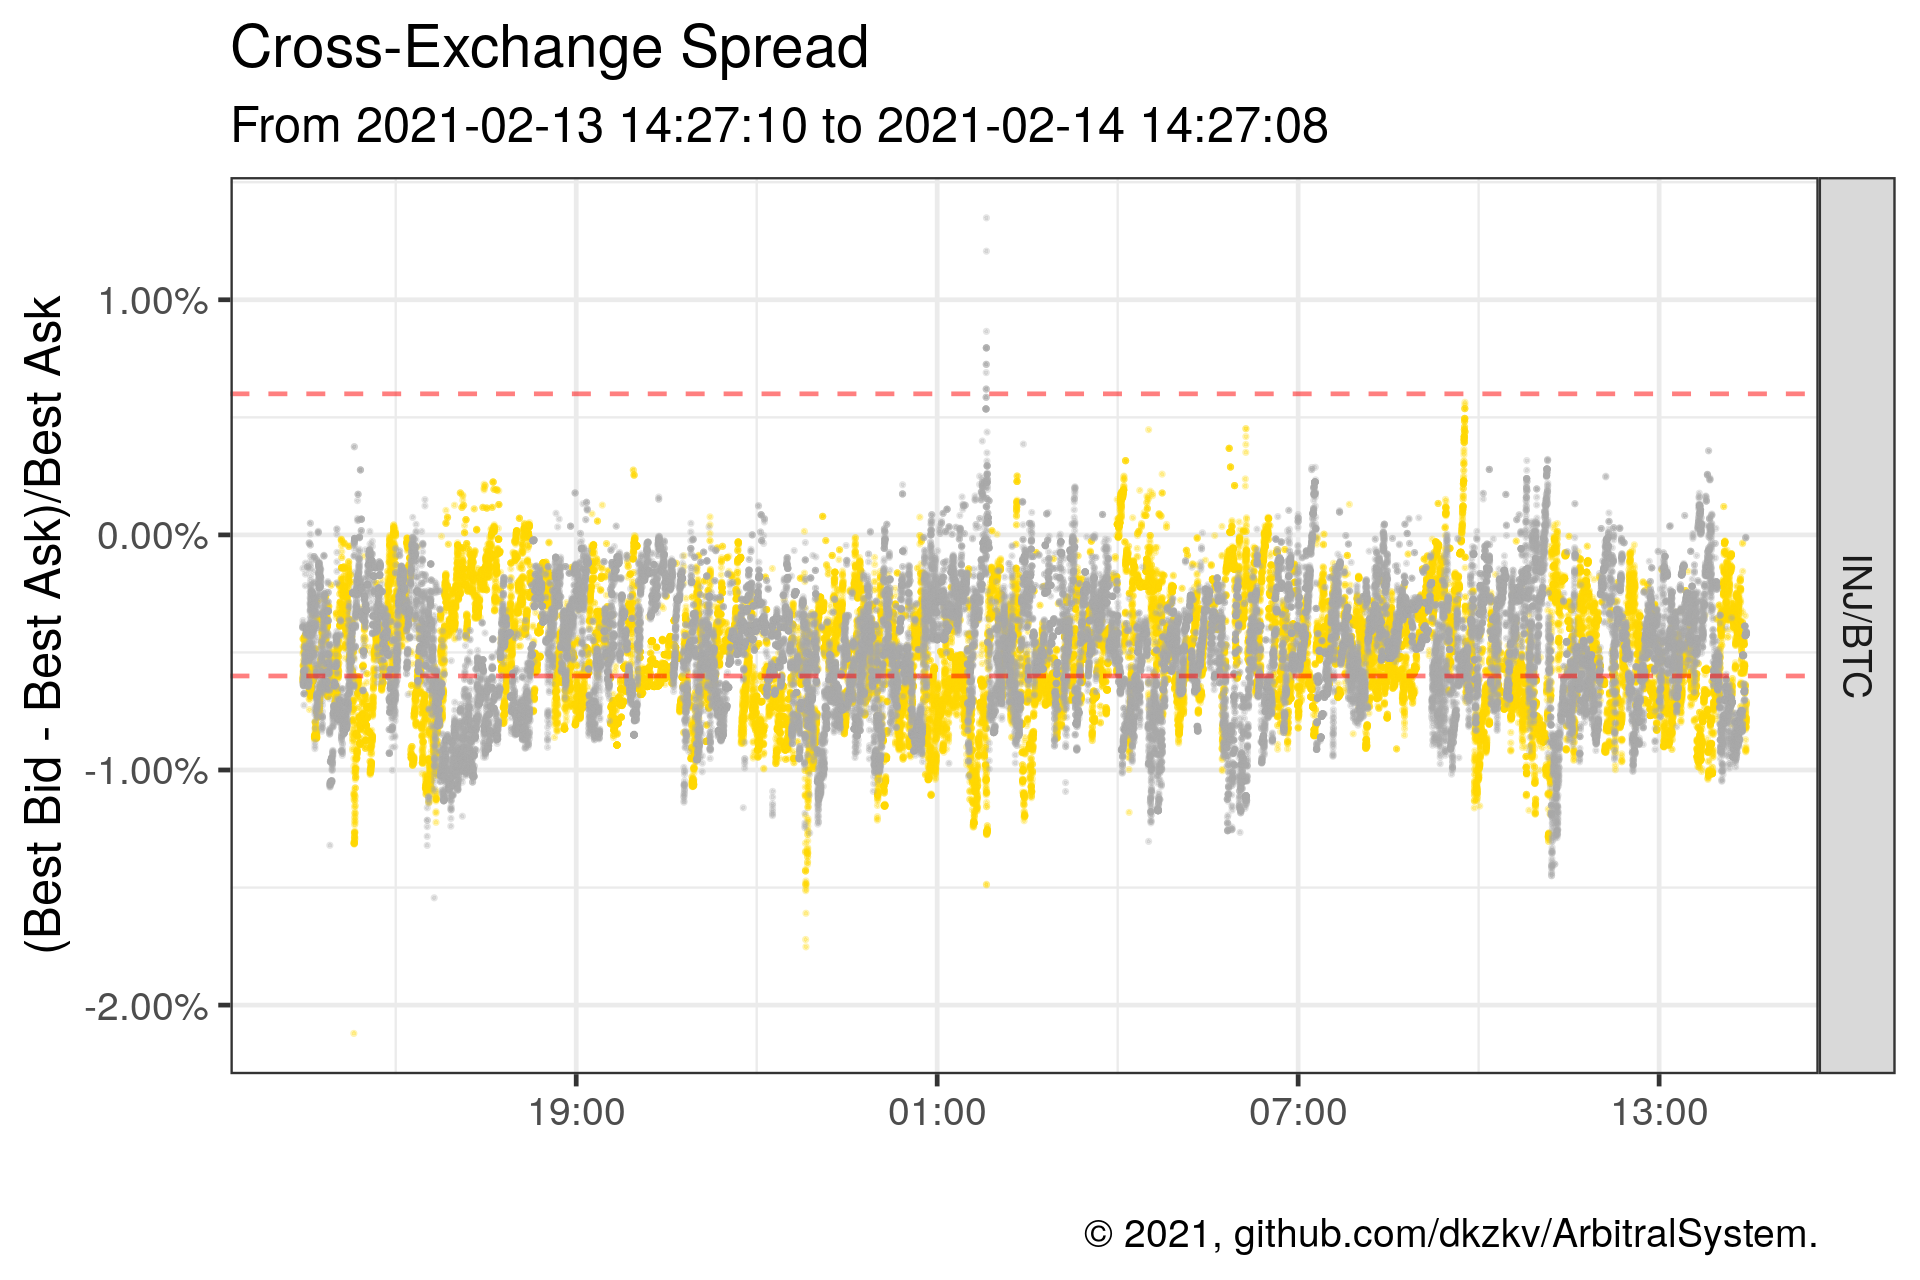 Cross-Exchange Spread
From 2021-02-13 14:27:10 to 2021-02-14 14:27:08
(Best Bid - Best Ask)/Best Ask
1.00%
0.00%
-1.00%
-2.00%
INJ/BTC
19:00
01:00
07:00
13:00
© 2021, github.com/dkzkv/ArbitralSystem.